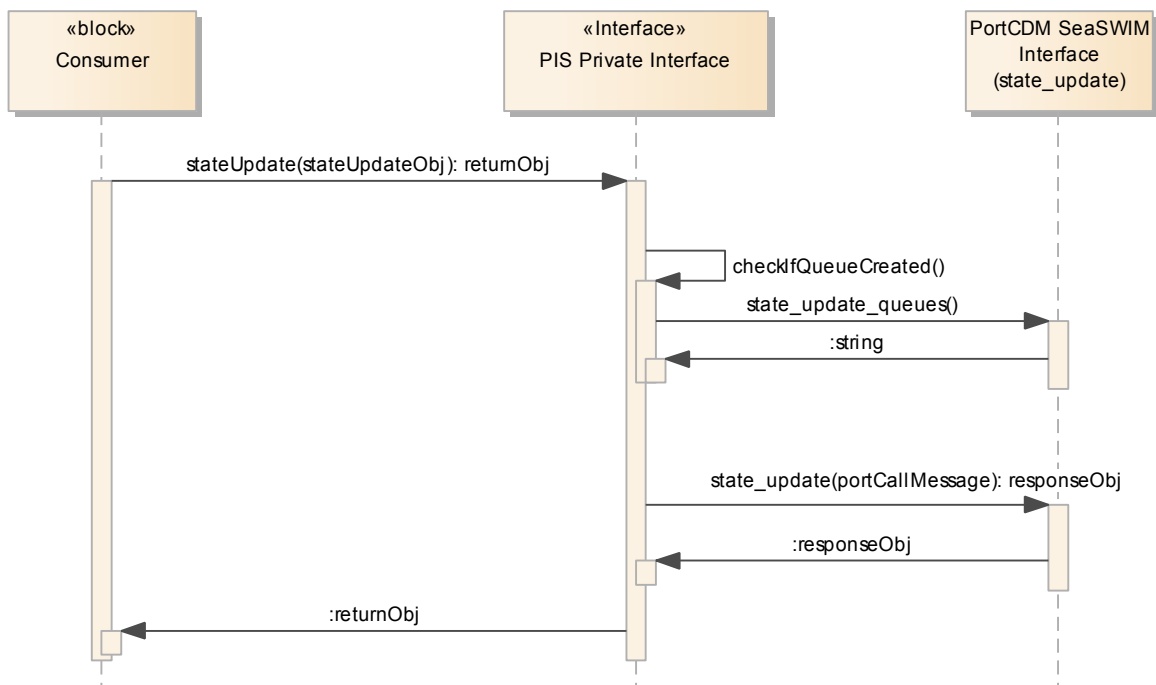 «block»
Consumer
«Interface»
PIS Private Interface
PortCDM SeaSWIM
Interface
(state_update)
stateUpdate(stateUpdateObj): returnObj
checkIfQueueCreated()
state_update_queues()
:string
state_update(portCallMessage): responseObj
:responseObj
:returnObj